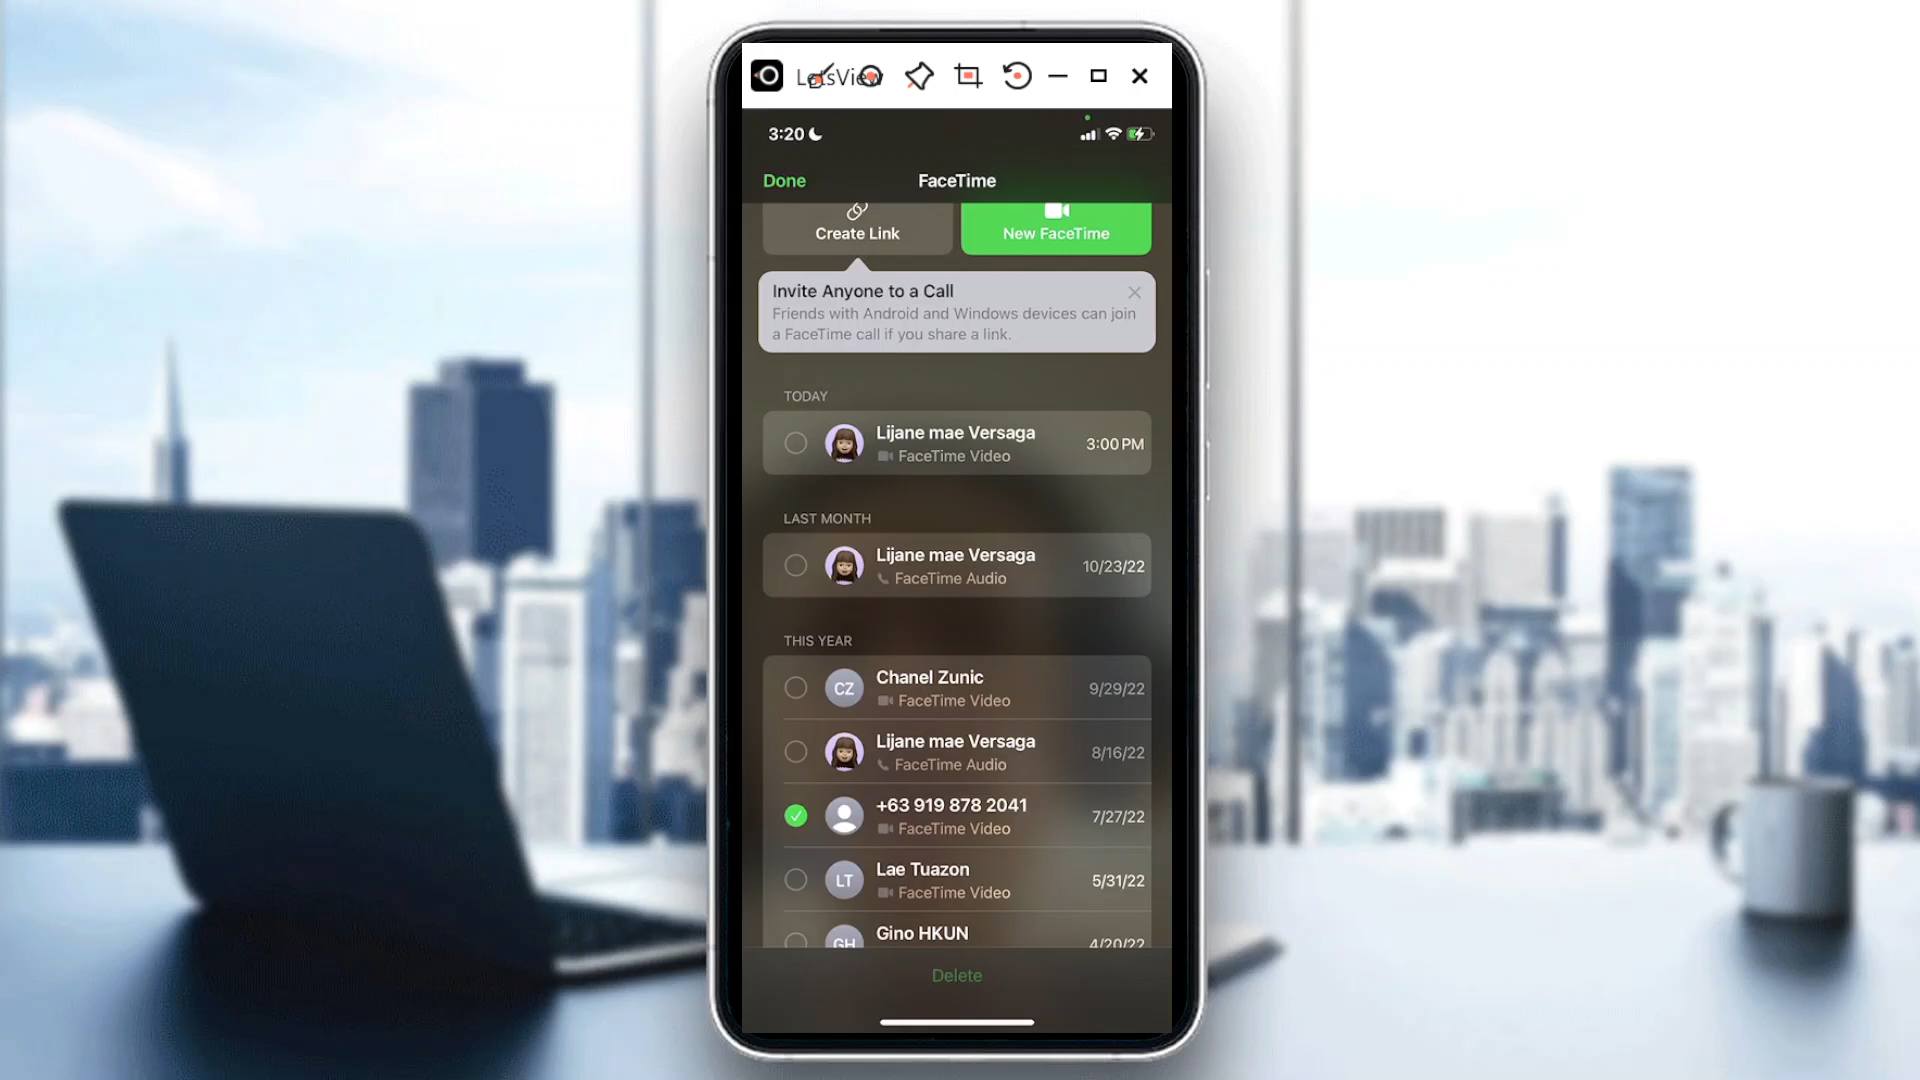 LetsView
3:20
Done
FaceTime
Create Link
New FaceTime
Invite Anyone to a Call
Friends with Android and Windows devices can join
a FaceTime call if you share a link.
TODAY
Lijane mae Versaga
FaceTime Video
3:00 PM
LAST MONTH
Lijane mae Versaga
FaceTime Audio
10/23/22
THIS YEAR
CZ
Chanel Zunic
FaceTime Video
9/29/22
Lijane mae Versaga
FaceTime Audio
8/16/22
+63 919 878 2041
FaceTime Video
7/27/22
LT
Lae Tuazon
FaceTime Video
5/31/22
GH
Gino HKUN
4/20/22
Delete